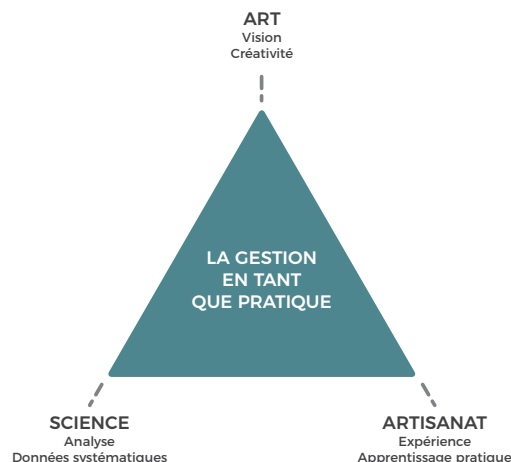 ART
Vision
Créativité
LA GESTION
EN TANT
QUE PRATIQUE
SCIENCE
Analyse
Données systématiques
ARTISANAT
Expérience
Apprentissage pratique